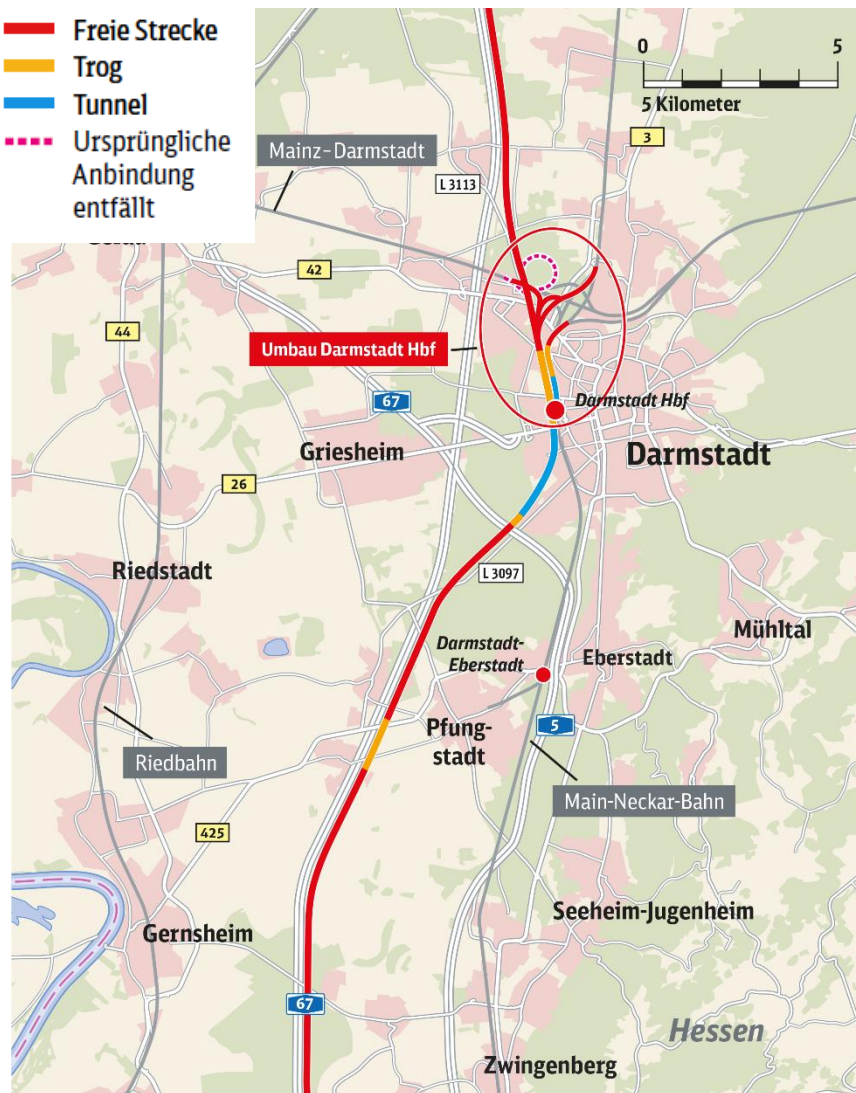 Freie Strecke
Trog
Tunnel
Ursprüngliche
Anbindung
entfällt
0 5
5 Kilometer
3
Mainz-Darmstadt
L 3113
42
44
Umbau Darmstadt Hbf
67
Darmstadt Hbf
Griesheim
Darmstadt
26
Riedstadt
L 3097
Mühltal
Darmstadt-
Eberstadt
Eberstadt
5
Pfung-
stadt
Riedbahn
Main-Neckar-Bahn
425
Seeheim-Jugenheim
Gernsheim
67
Hessen
Zwingenberg